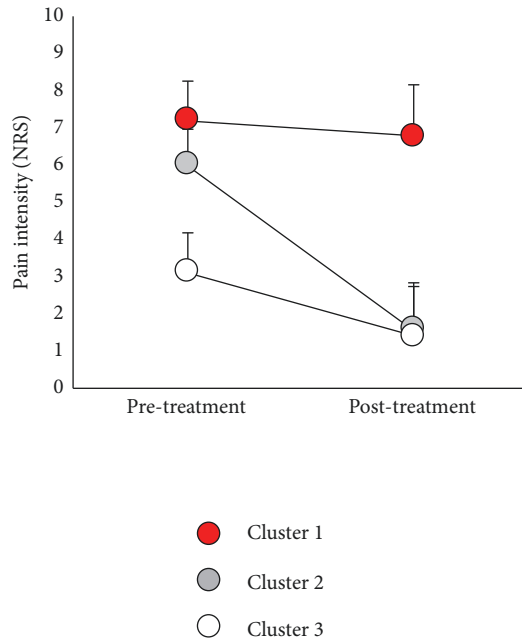 10
9
8
7
6
5
4
3
2
1
0
Pain intensity (NRS)
Pre-treatment Post-treatment
Cluster 1
Cluster 2
Cluster 3